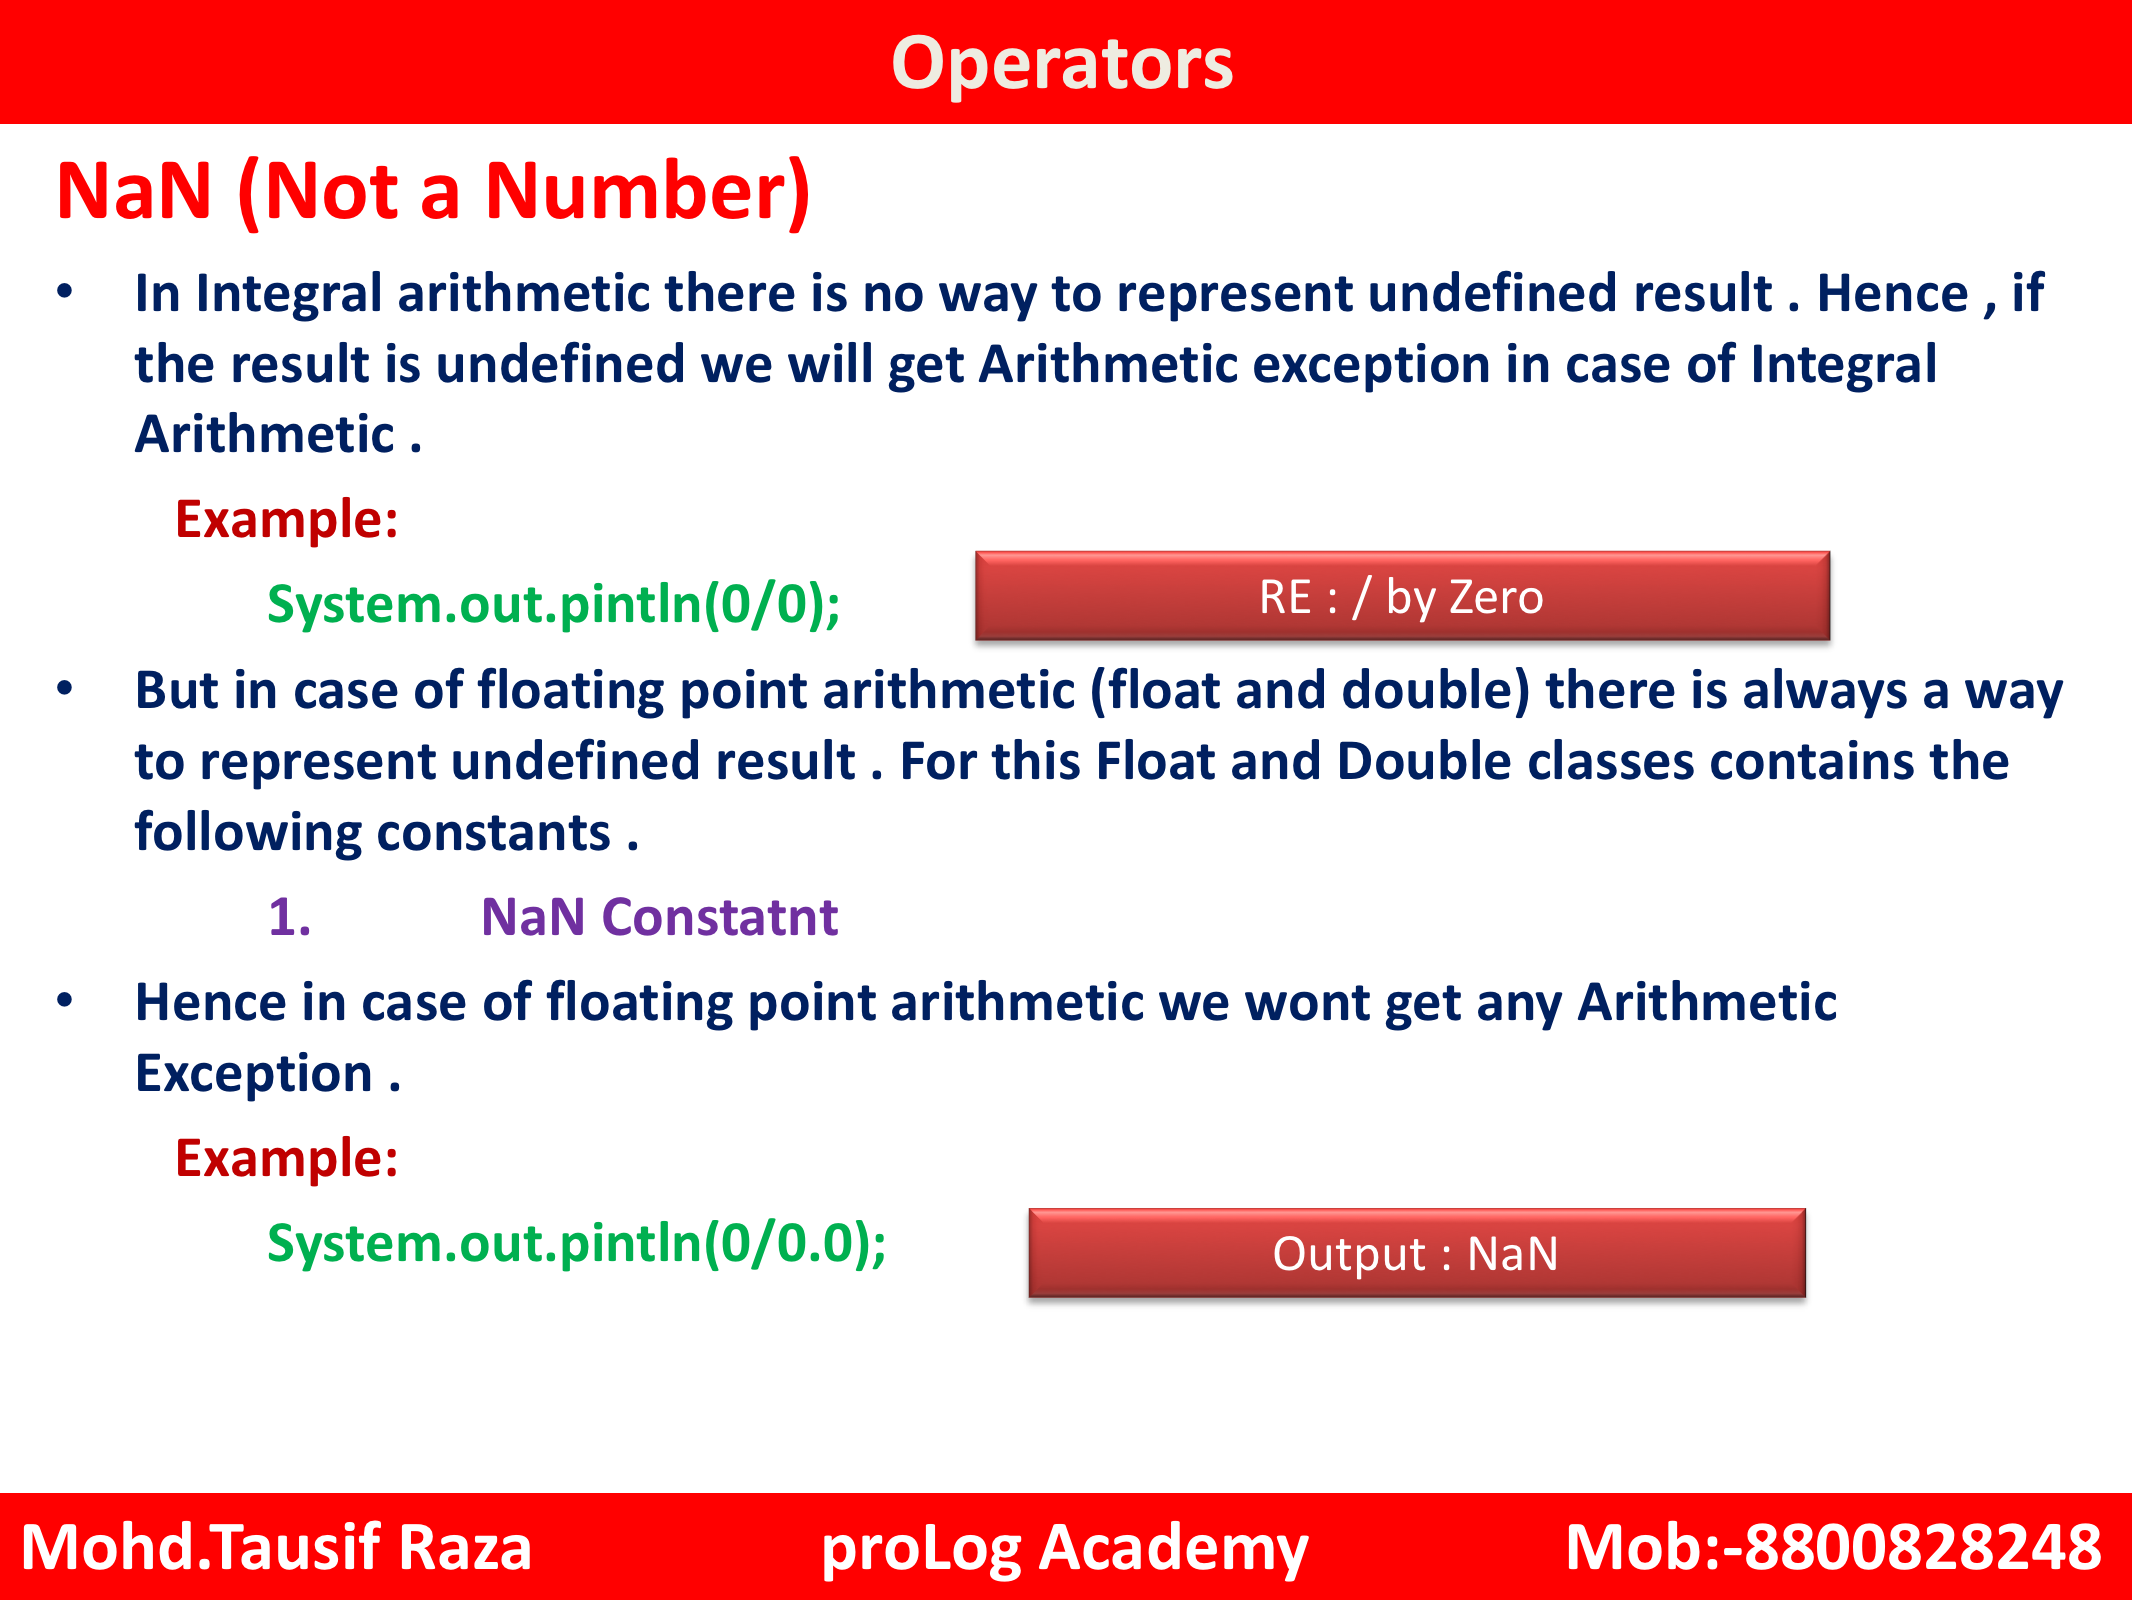 Operators
NaN (Not a Number)
• In Integral arithmetic there is no way to represent undefined result . Hence , if
the result is undefined we will get Arithmetic exception in case of Integral
Arithmetic .
Example:
System.out.pintln(0/0);
RE : / by Zero
• But in case of floating point arithmetic (float and double) there is always a way
to represent undefined result . For this Float and Double classes contains the
following constants .
1. NaN Constatnt
• Hence in case of floating point arithmetic we wont get any Arithmetic
Exception .
Example:
System.out.pintln(0/0.0);
Output : NaN
Mohd.Tausif Raza proLog Academy Mob:-8800828248